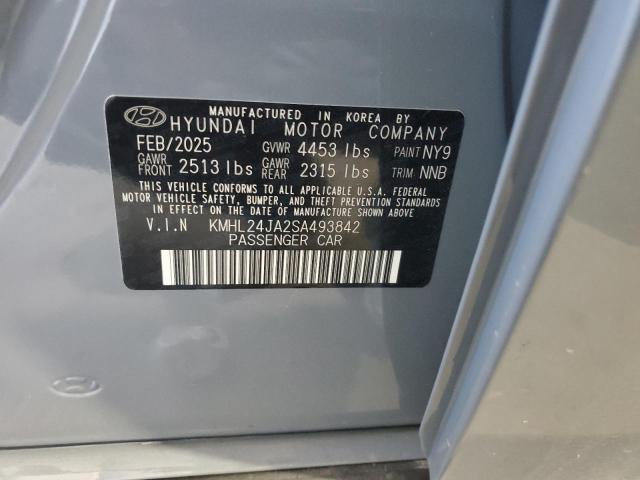 MANUFACTURED IN KOREA BY
HYUNDAI MOTOR COMPANY
FEB/2025 GVWR 4453 lbs PAINT NY9
GAWR FRONT 2513 lbs GAWR REAR 2315 lbs TRIM NNB
THIS VEHICLE CONFORMS TO ALL APPLICABLE U.S.A. FEDERAL
MOTOR VEHICLE SAFETY, BUMPER, AND THEFT PREVENTION STANDARDS
IN EFFECT ON THE DATE OF MANUFACTURE SHOWN ABOVE.
V.I.N KMHL24JA2SA493842
PASSENGER CAR